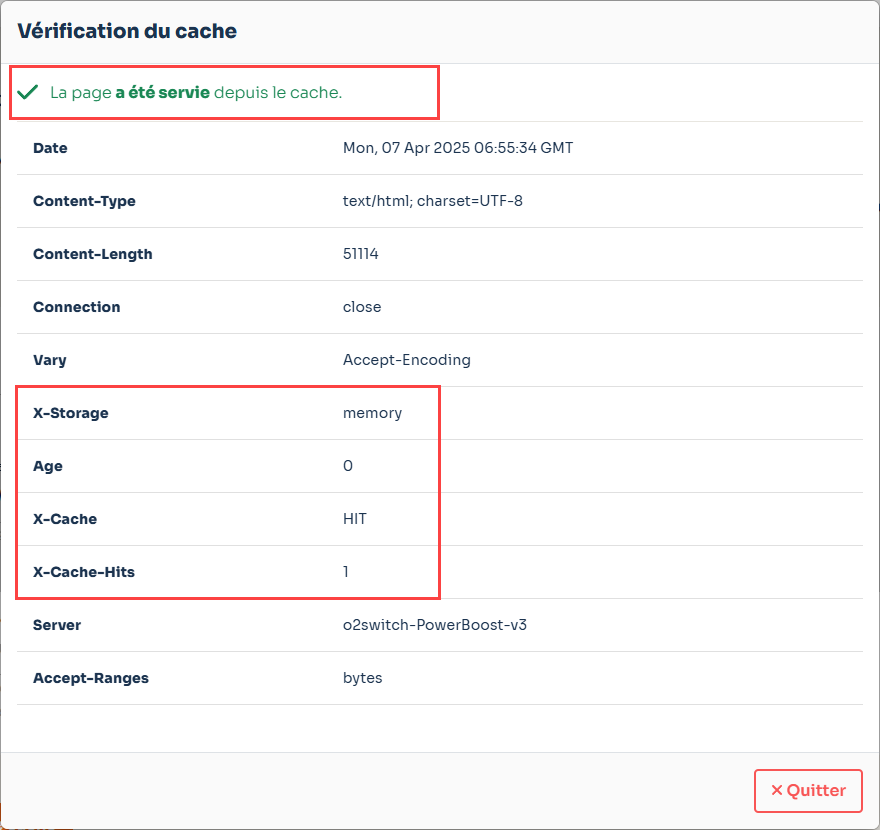 Vérification du cache
La page a été servie depuis le cache.
Date Mon, 07 Apr 2025 06:55:34 GMT
Content-Type text/html; charset=UTF-8
Content-Length 51114
Connection close
Vary Accept-Encoding
X-Storage memory
Age 0
X-Cache HIT
X-Cache-Hits 1
Server o2switch-PowerBoost-v3
Accept-Ranges bytes
× Quitter